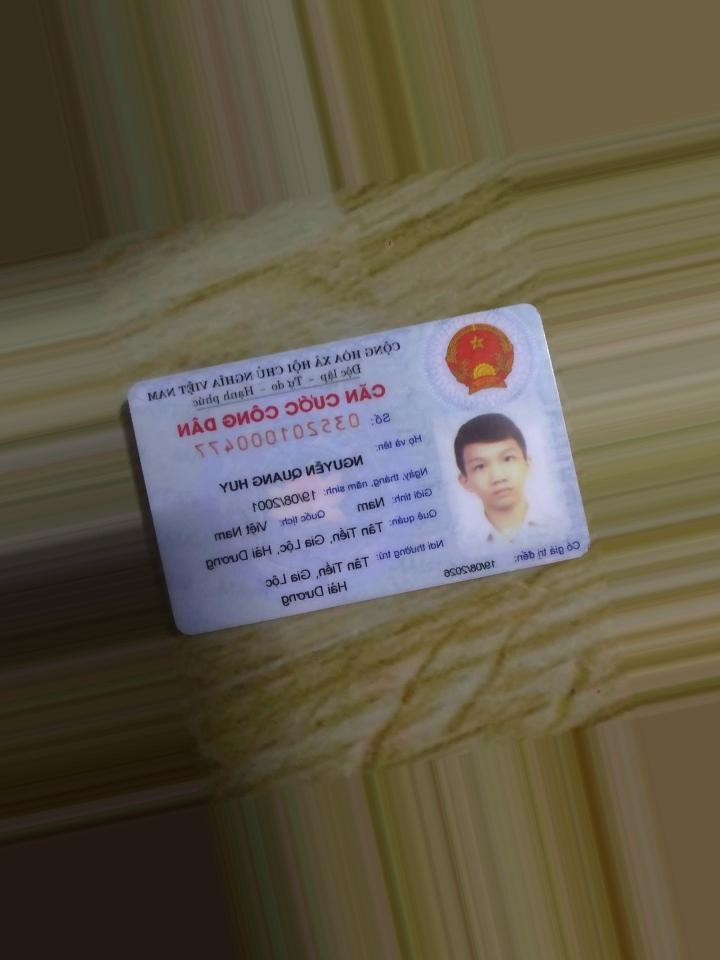 CỘNG HÒA XÃ HỘI CHỦ NGHĨA VIỆT NAM
Độc lập - Tự do - Hạnh phúc
CĂN CƯỚC CÔNG DÂN
Số: 035201000477
Họ và tên:
NGUYỄN QUANG HUY
Ngày, tháng, năm sinh: 19/08/2001
Giới tính: Nam Quốc tịch: Việt Nam
Quê quán: Tân Tiến, Gia Lộc, Hải Dương
Nơi thường trú: Tân Tiến, Gia Lộc
Hải Dương
Có giá trị đến: 19/08/2026